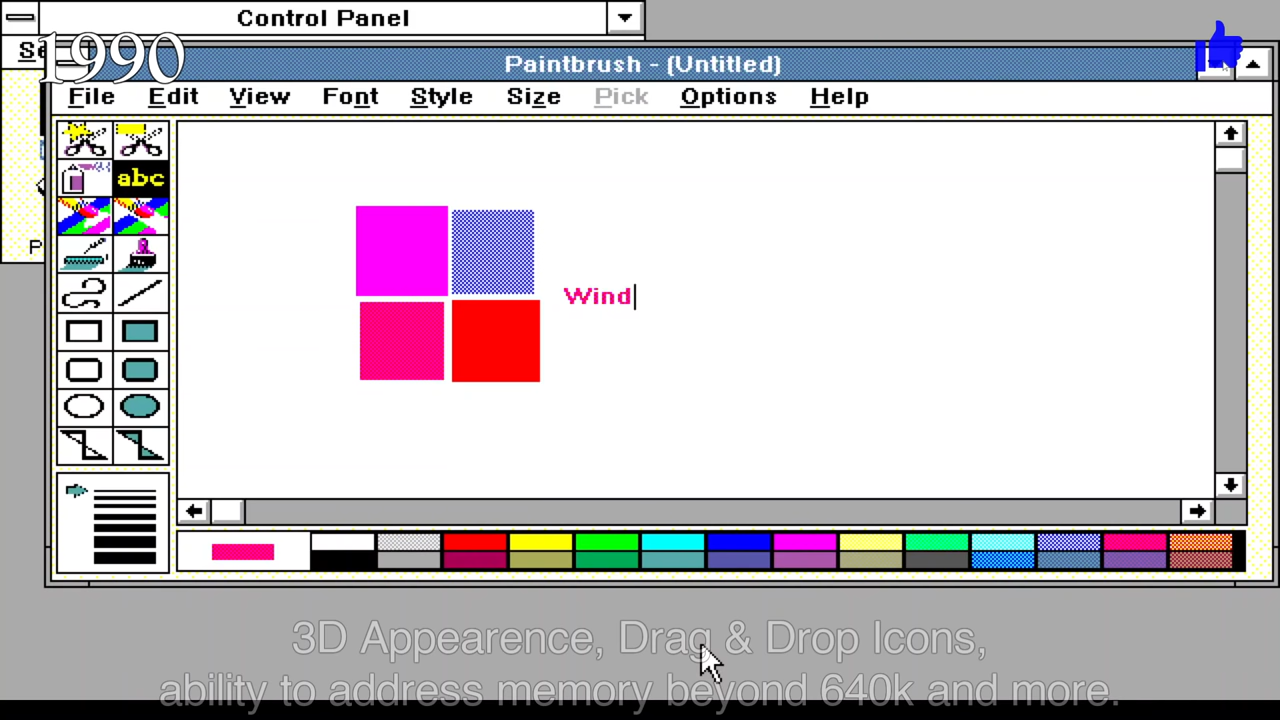 Control Panel
Se
1990
Paintbrush - (Untitled)
File Edit View Font Style Size Pick Options Help
abc
P
Wind
3D Appearence, Drag & Drop Icons,
ability to address memory beyond 640k and more.